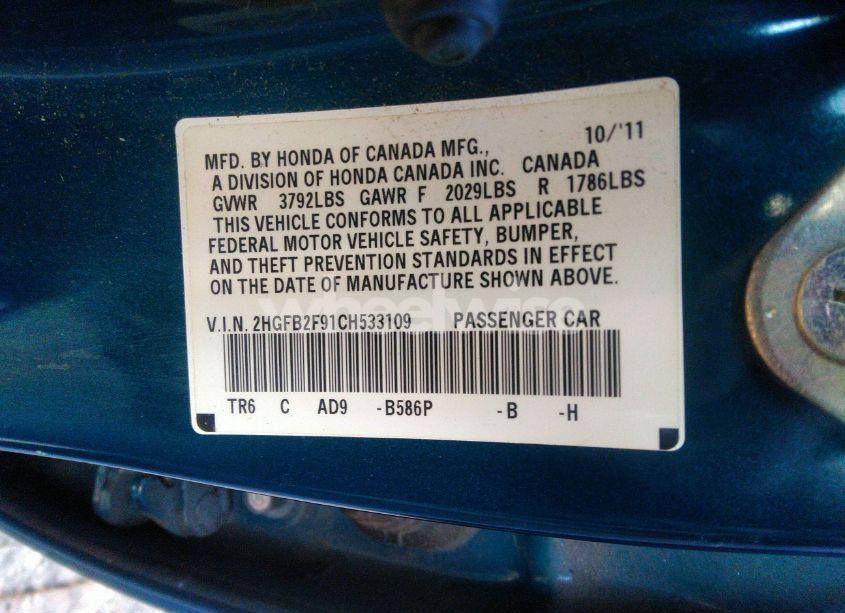 10/'11
MFD. BY HONDA OF CANADA MFG.,
A DIVISION OF HONDA CANADA INC. CANADA
GVWR 3792LBS GAWR F 2029LBS R 1786LBS
THIS VEHICLE CONFORMS TO ALL APPLICABLE
FEDERAL MOTOR VEHICLE SAFETY, BUMPER,
AND THEFT PREVENTION STANDARDS IN EFFECT
ON THE DATE OF MANUFACTURE SHOWN ABOVE.
wheelwise
V.I.N. 2HGFB2F91CH533109 PASSENGER CAR
TR6 C AD9 -B586P -B -H